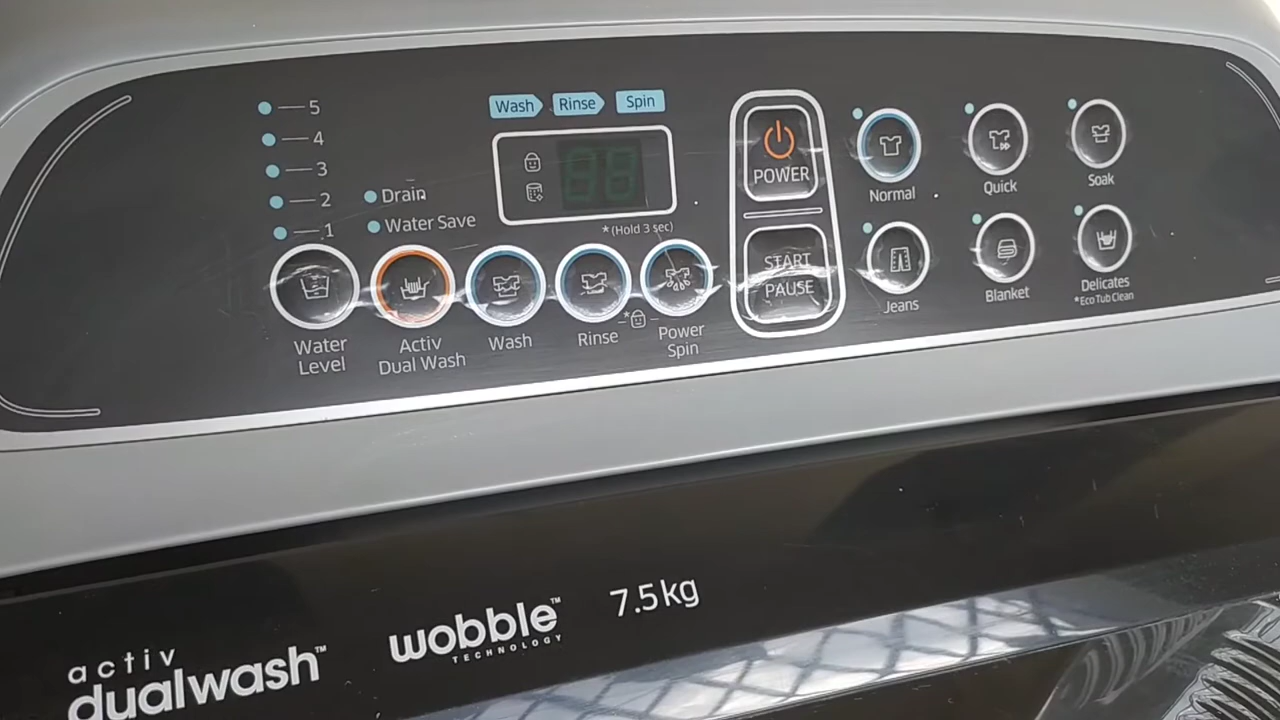 5
4
3
2
1
Drain
Water Save
Wash Rinse Spin
88
*(Hold 3 sec)
Water
Level
Activ
Dual Wash
Wash
Rinse
*
Power
Spin
POWER
START
PAUSE
Normal
Quick
Soak
Jeans
Blanket
Delicates
*Eco Tub Clean
activ
dualwash™
wobble™
TECHNOLOGY
7.5kg